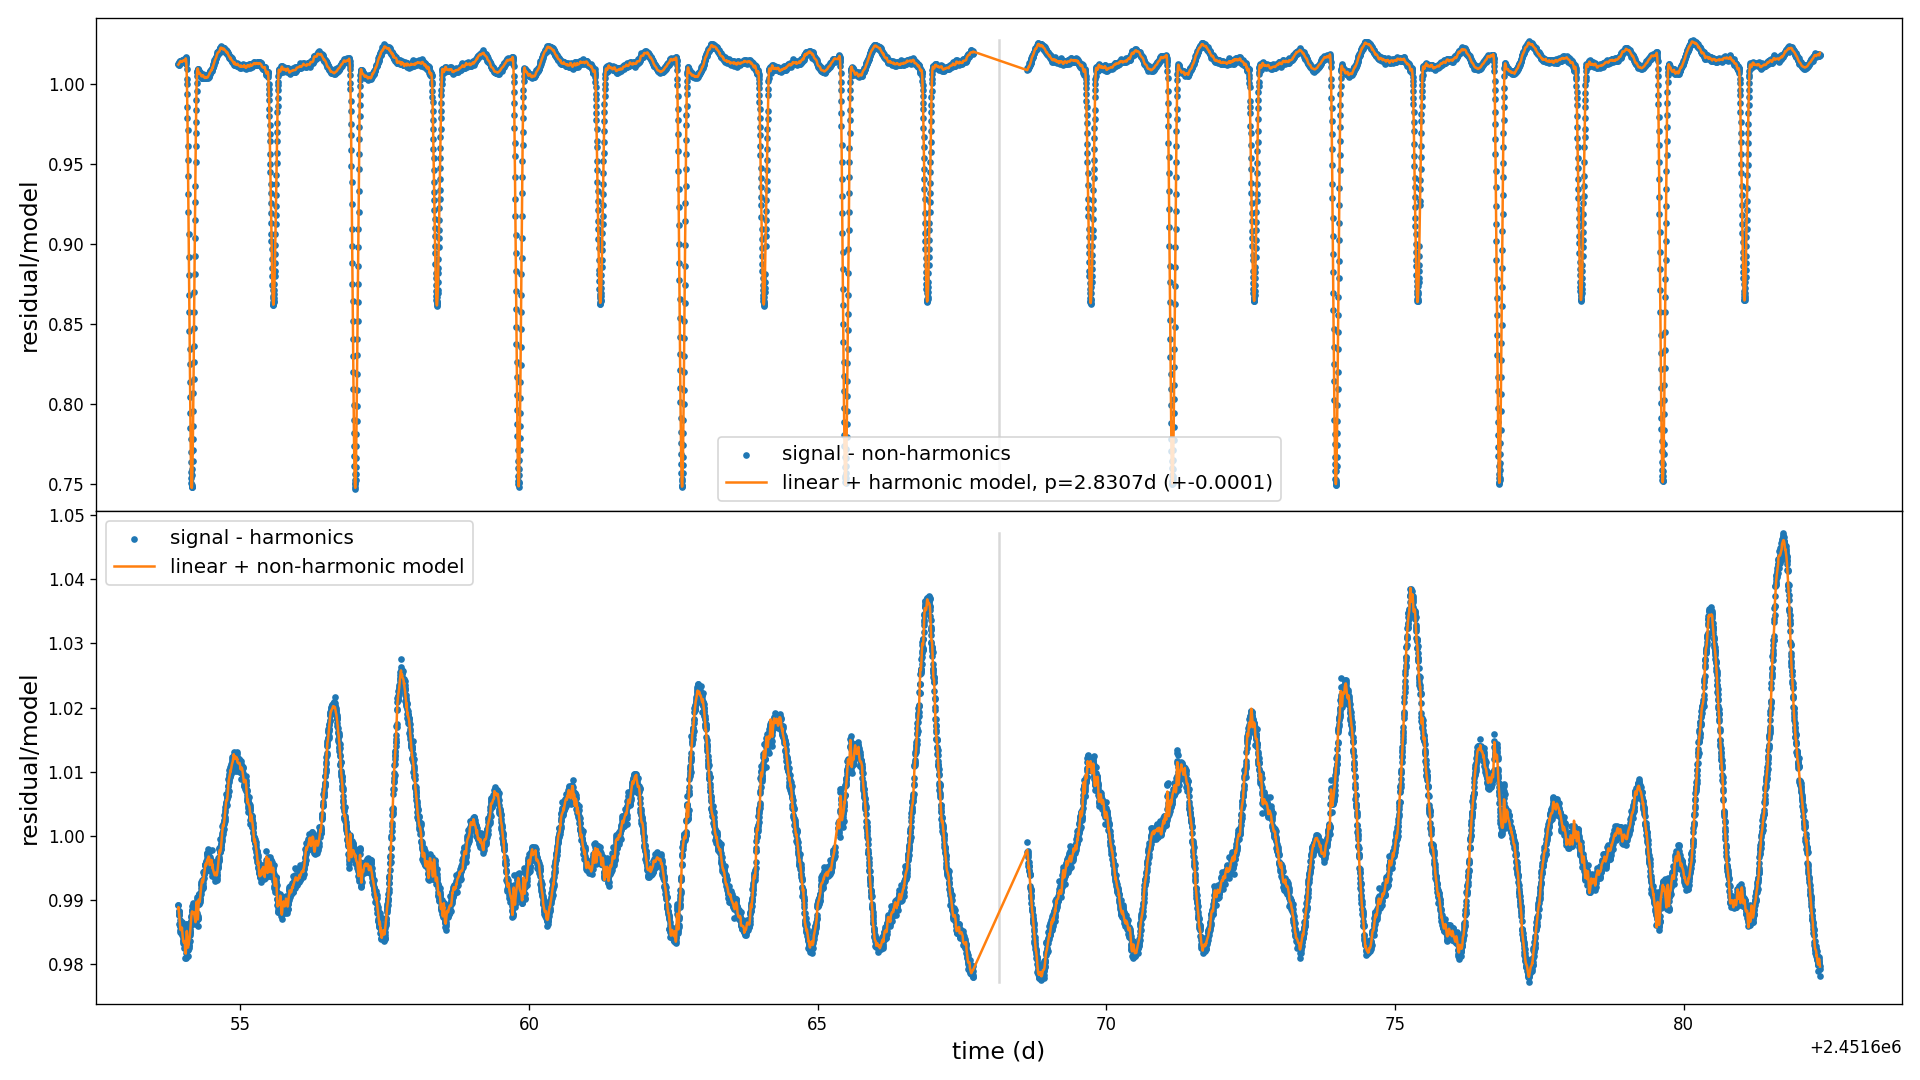 1.00
0.95
0.90
0.85
0.80
0.75
residual/model
signal - non-harmonics
linear + harmonic model, p=2.8307d (+-0.0001)
1.05
1.04
1.03
1.02
1.01
1.00
0.99
0.98
residual/model
signal - harmonics
linear + non-harmonic model
55
60
65
70
75
80
time (d)
+2.4516e6